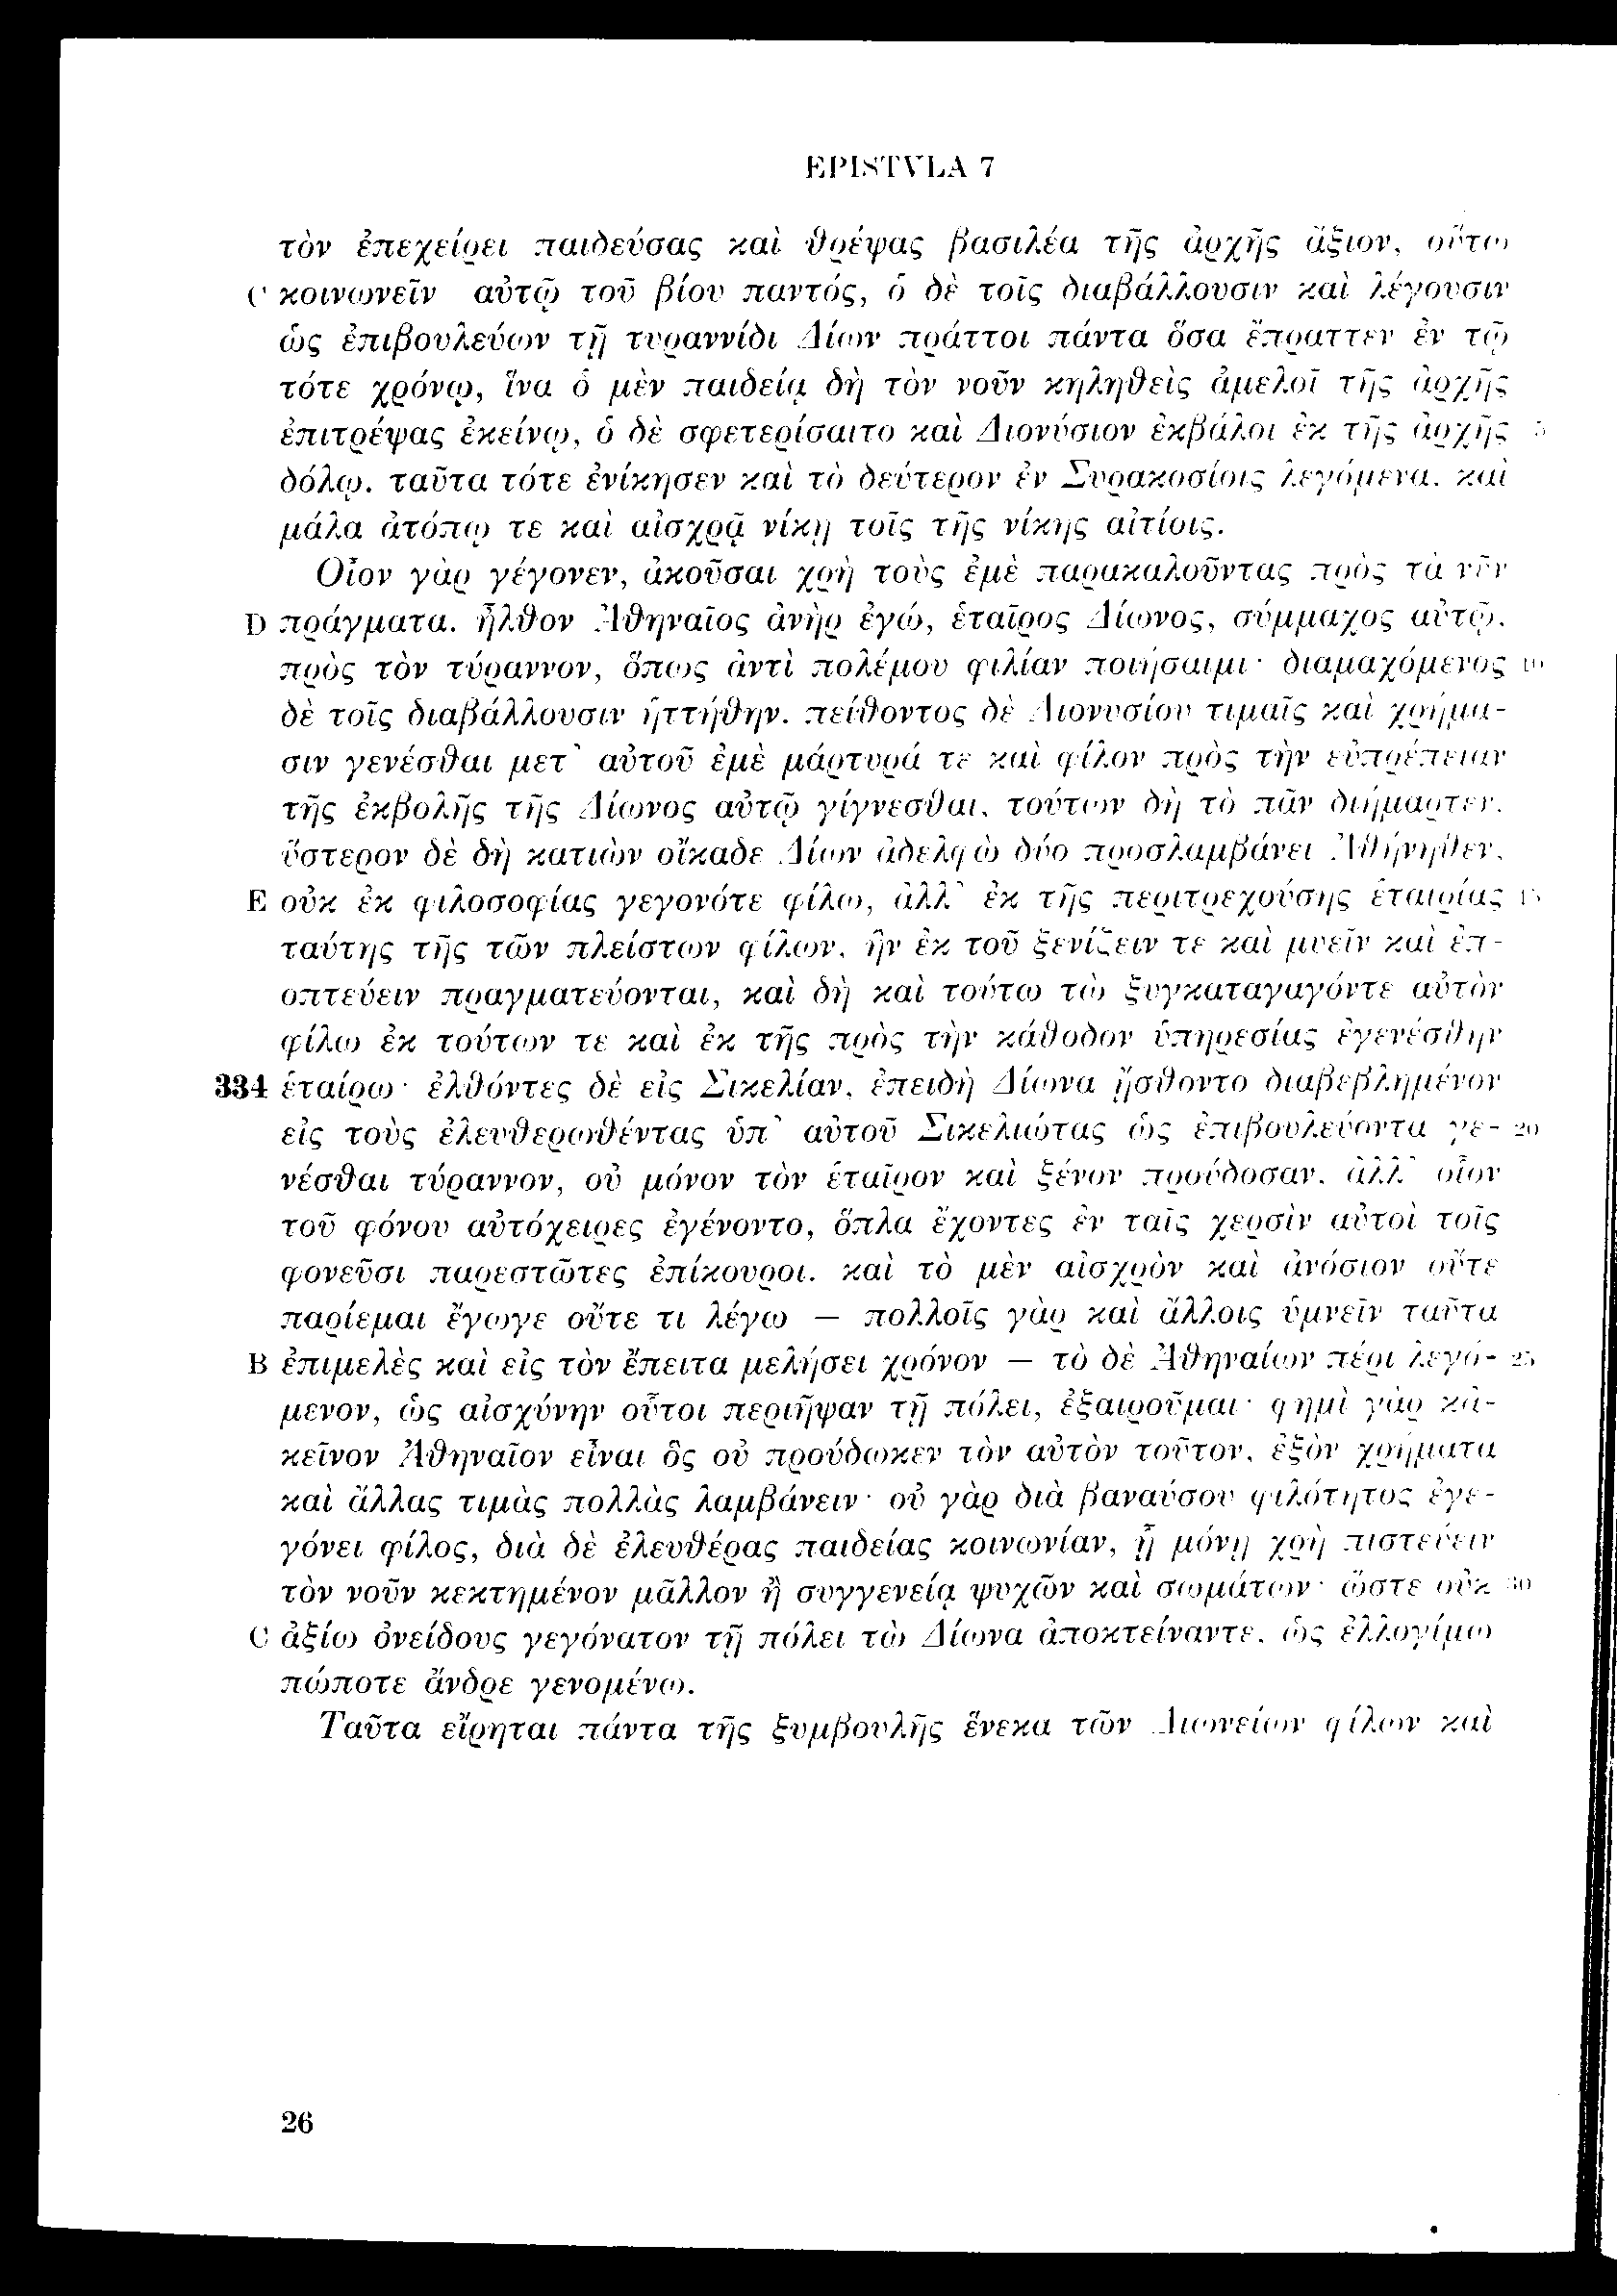 EPISTVLA 7
τὸν ἐπεχείρει παιδεύσας καὶ θρέψας βασιλέα τῆς ἀρχῆς ἄξιον, οὕτω
C κοινωνεῖν αὐτῷ τοῦ βίου παντός, ὁ δὲ τοῖς διαβάλλουσιν καὶ λέγουσιν
ὡς ἐπιβουλεύων τῇ τυραννίδι Δίων πράττοι πάντα ὅσα ἔπραττεν ἐν τῷ
τότε χρόνῳ, ἵνα ὁ μὲν παιδείᾳ δὴ τὸν νοῦν κηληθεὶς ἀμελοῖ τῆς ἀρχῆς
ἐπιτρέψας ἐκείνῳ, ὁ δὲ σφετερίσαιτο καὶ Διονύσιον ἐκβάλοι ἐκ τῆς ἀρχῆς 5
δόλῳ. ταῦτα τότε ἐνίκησεν καὶ τὸ δεύτερον ἐν Συρακοσίοις λεγόμενα, καὶ
μάλα ἀτόπῳ τε καὶ αἰσχρᾷ νίκῃ τοῖς τῆς νίκης αἰτίοις.
Οἷον γὰρ γέγονεν, ἀκοῦσαι χρὴ τοὺς ἐμὲ παρακαλοῦντας πρὸς τὰ νῦν
D πράγματα. ἦλθον Ἀθηναῖος ἀνὴρ ἐγώ, ἑταῖρος Δίωνος, σύμμαχος αὐτῷ,
πρὸς τὸν τύραννον, ὅπως ἀντὶ πολέμου φιλίαν ποιήσαιμι· διαμαχόμενος 10
δὲ τοῖς διαβάλλουσιν ἡττήθην. πείθοντος δὲ Διονυσίου τιμαῖς καὶ χρήμα-
σιν γενέσθαι μετ᾽ αὐτοῦ ἐμὲ μάρτυρά τε καὶ φίλον πρὸς τὴν εὐπρέπειαν
τῆς ἐκβολῆς τῆς Δίωνος αὐτῷ γίγνεσθαι, τούτων δὴ τὸ πᾶν διήμαρτεν.
ὕστερον δὲ δὴ κατιὼν οἴκαδε Δίων ἀδελφὼ δύο προσλαμβάνει Ἀθήνηθεν,
E οὐκ ἐκ φιλοσοφίας γεγονότε φίλω, ἀλλ᾽ ἐκ τῆς περιτρεχούσης ἑταιρίας 15
ταύτης τῆς τῶν πλείστων φίλων, ἣν ἐκ τοῦ ξενίζειν τε καὶ μυεῖν καὶ ἐπ-
οπτεύειν πραγματεύονται, καὶ δὴ καὶ τούτω τὼ ξυγκαταγαγόντε αὐτὸν
φίλω ἐκ τούτων τε καὶ ἐκ τῆς πρὸς τὴν κάθοδον ὑπηρεσίας ἐγενέσθην
334 ἑταίρω· ἐλθόντες δὲ εἰς Σικελίαν, ἐπειδὴ Δίωνα ᾔσθοντο διαβεβλημένον
εἰς τοὺς ἐλευθερωθέντας ὑπ᾽ αὐτοῦ Σικελιώτας ὡς ἐπιβουλεύοντα γε- 20
νέσθαι τύραννον, οὐ μόνον τὸν ἑταῖρον καὶ ξένον προύδοσαν, ἀλλ᾽ οἷον
τοῦ φόνου αὐτόχειρες ἐγένοντο, ὅπλα ἔχοντες ἐν ταῖς χερσὶν αὐτοὶ τοῖς
φονεῦσι παρεστῶτες ἐπίκουροι. καὶ τὸ μὲν αἰσχρὸν καὶ ἀνόσιον οὔτε
παρίεμαι ἔγωγε οὔτε τι λέγω — πολλοῖς γὰρ καὶ ἄλλοις ὑμνεῖν ταῦτα
B ἐπιμελὲς καὶ εἰς τὸν ἔπειτα μελήσει χρόνον — τὸ δὲ Ἀθηναίων πέρι λεγό- 25
μενον, ὡς αἰσχύνην οὗτοι περιῆψαν τῇ πόλει, ἐξαιροῦμαι· φημὶ γὰρ κἀ-
κεῖνον Ἀθηναῖον εἶναι ὃς οὐ προύδωκεν τὸν αὐτὸν τοῦτον, ἐξὸν χρήματα
καὶ ἄλλας τιμὰς πολλὰς λαμβάνειν· οὐ γὰρ διὰ βαναύσου φιλότητος ἐγε-
γόνει φίλος, διὰ δὲ ἐλευθέρας παιδείας κοινωνίαν, ᾗ μόνῃ χρὴ πιστεύειν
τὸν νοῦν κεκτημένον μᾶλλον ἢ συγγενείᾳ ψυχῶν καὶ σωμάτων· ὥστε οὐκ 30
C ἀξίω ὀνείδους γεγόνατον τῇ πόλει τὼ Δίωνα ἀποκτείναντε, ὡς ἐλλογίμω
πώποτε ἄνδρε γενομένω.
Ταῦτα εἴρηται πάντα τῆς ξυμβουλῆς ἕνεκα τῶν Διωνείων φίλων καὶ
26